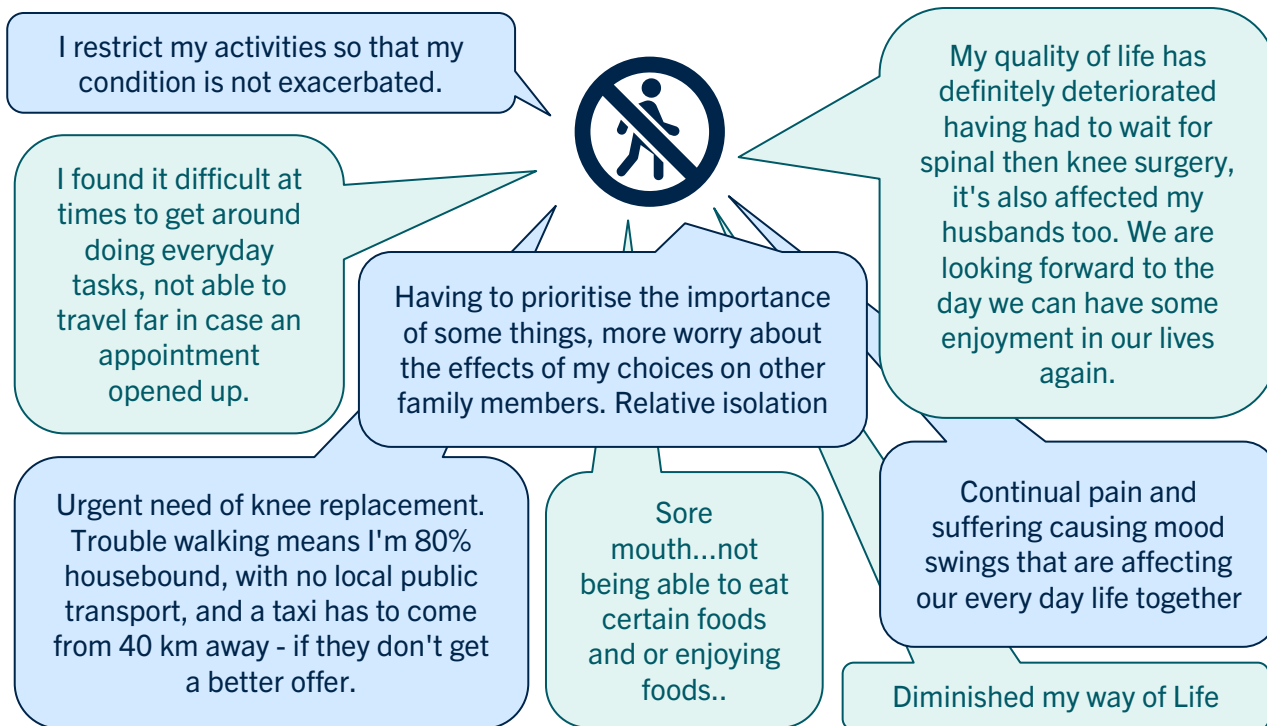 I restrict my activities so that my
condition is not exacerbated.
I found it difficult at
times to get around
doing everyday
tasks, not able to
travel far in case an
appointment
opened up.
My quality of life has
definitely deteriorated
having had to wait for
spinal then knee surgery,
it's also affected my
husbands too. We are
looking forward to the
day we can have some
enjoyment in our lives
again.
Having to prioritise the importance
of some things, more worry about
the effects of my choices on other
family members. Relative isolation
Urgent need of knee replacement.
Trouble walking means I'm 80%
housebound, with no local public
transport, and a taxi has to come
from 40 km away - if they don't get
a better offer.
Sore
mouth...not
being able to eat
certain foods
and or enjoying
foods..
Continual pain and
suffering causing mood
swings that are affecting
our every day life together
Diminished my way of Life